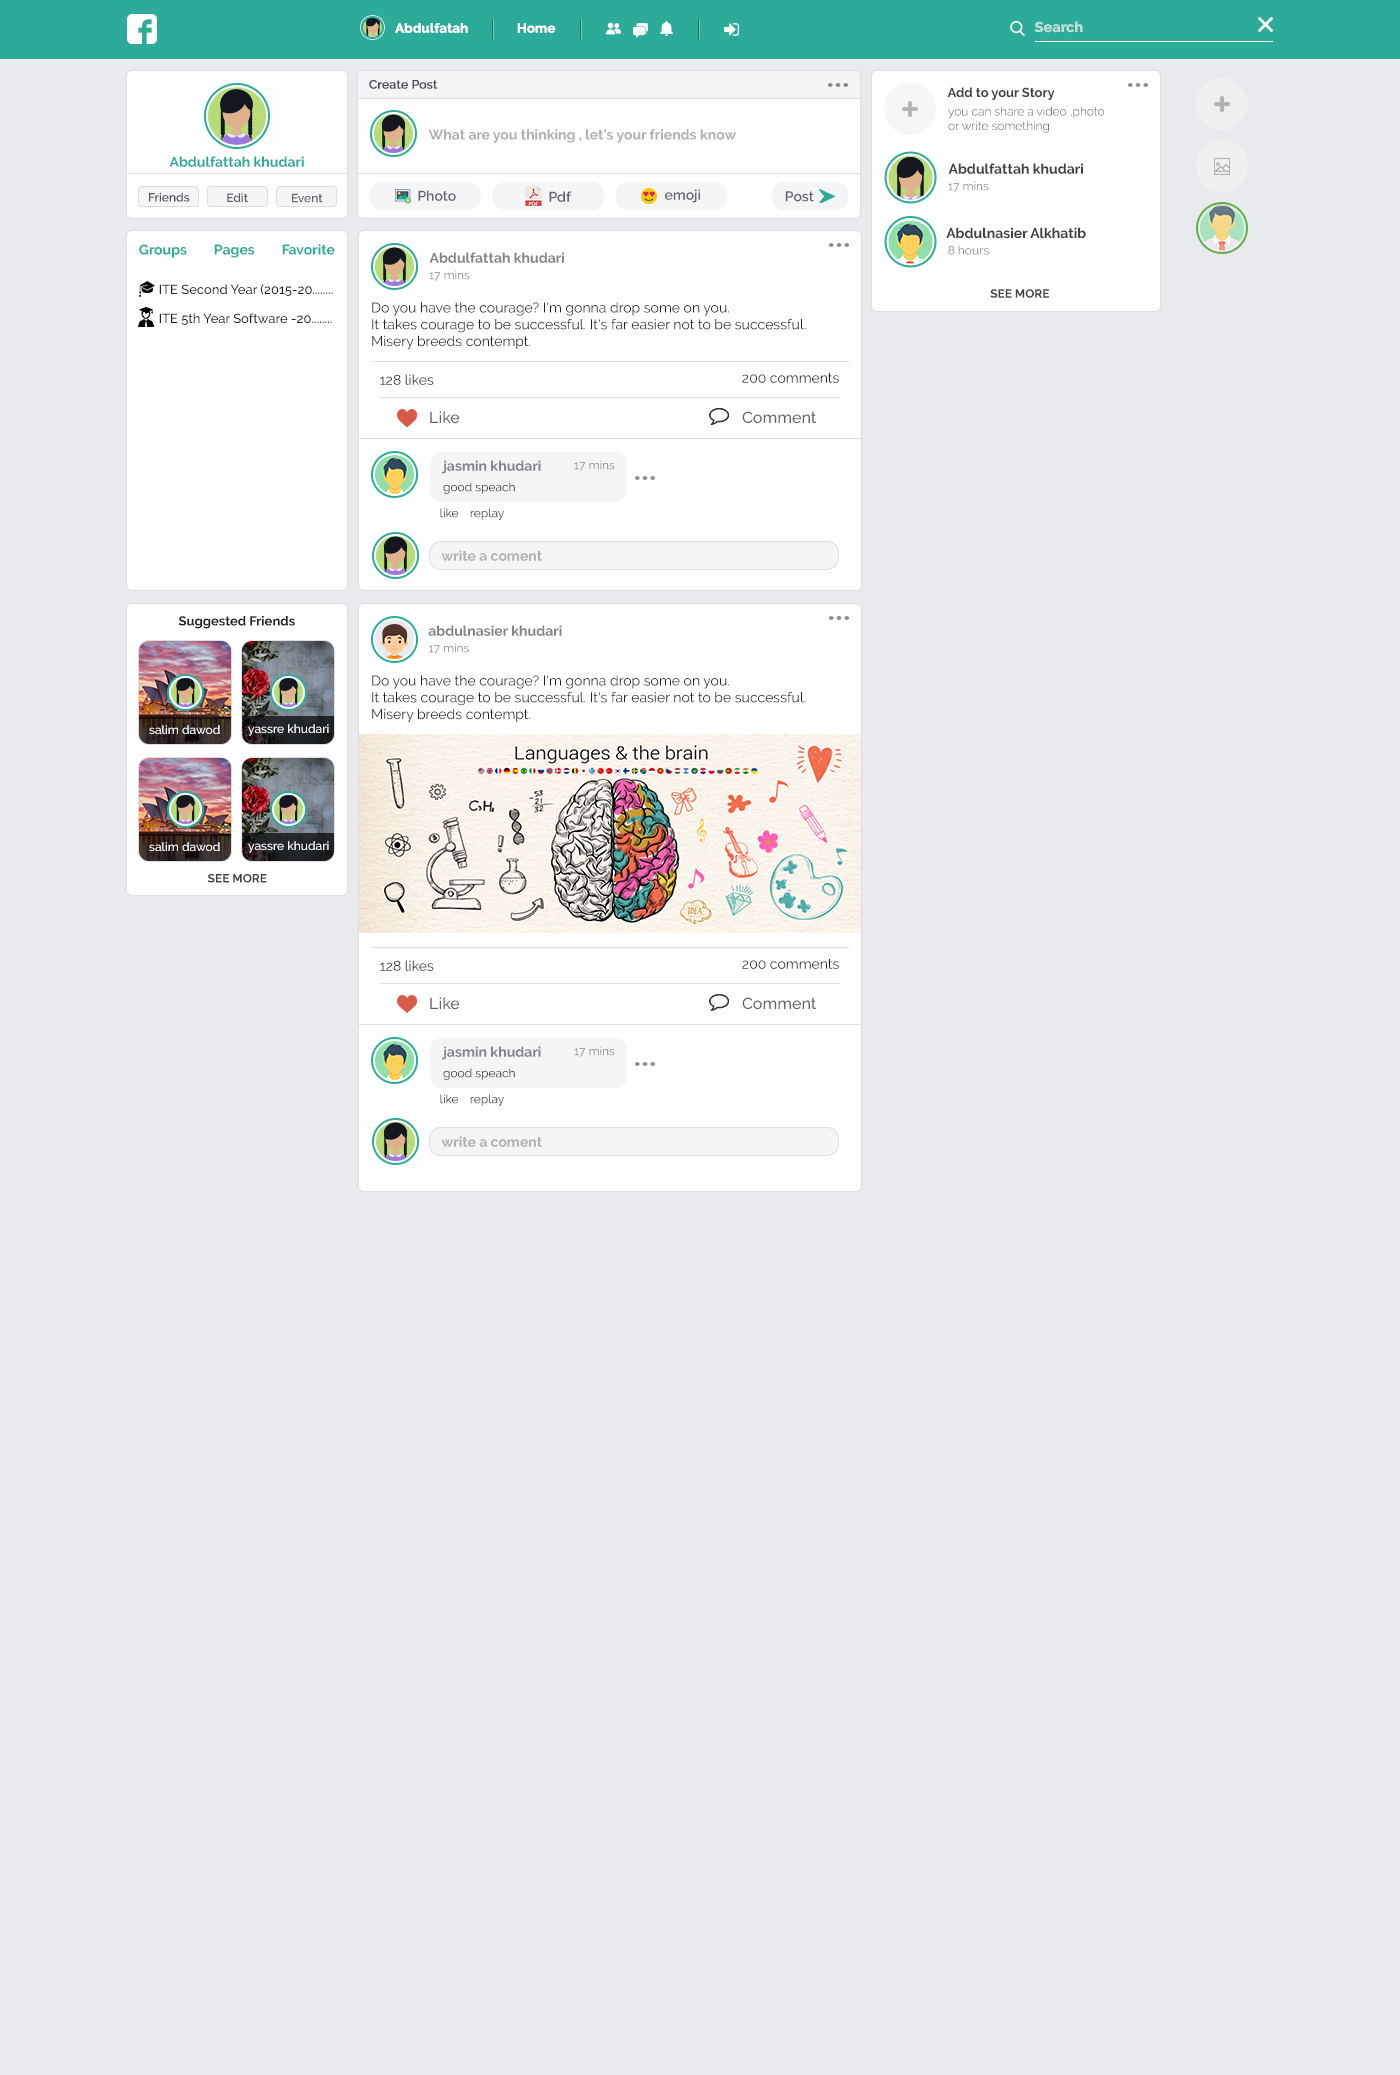 Abdulfatah
Home
Search
Abdulfattah khudari
Friends
Edit
Event
Create Post
What are you thinking , let's your friends know
Photo
PDF
Pdf
emoji
Post
Add to your Story
you can share a video ,photo
or write something
Abdulfattah khudari
17 mins
Abdulnasier Alkhatib
8 hours
SEE MORE
Groups
Pages
Favorite
ITE Second Year (2015-20........
ITE 5th Year Software -20........
Abdulfattah khudari
17 mins
Do you have the courage? I'm gonna drop some on you.
It takes courage to be successful. It's far easier not to be successful.
Misery breeds contempt.
128 likes
200 comments
Like
Comment
jasmin khudari
17 mins
good speach
like
replay
write a coment
Suggested Friends
salim dawod
yassre khudari
salim dawod
yassre khudari
SEE MORE
abdulnasier khudari
17 mins
Do you have the courage? I'm gonna drop some on you.
It takes courage to be successful. It's far easier not to be successful.
Misery breeds contempt.
Languages & the brain
C3H4
53
-21
32
!
IDEA
128 likes
200 comments
Like
Comment
jasmin khudari
17 mins
good speach
like
replay
write a coment